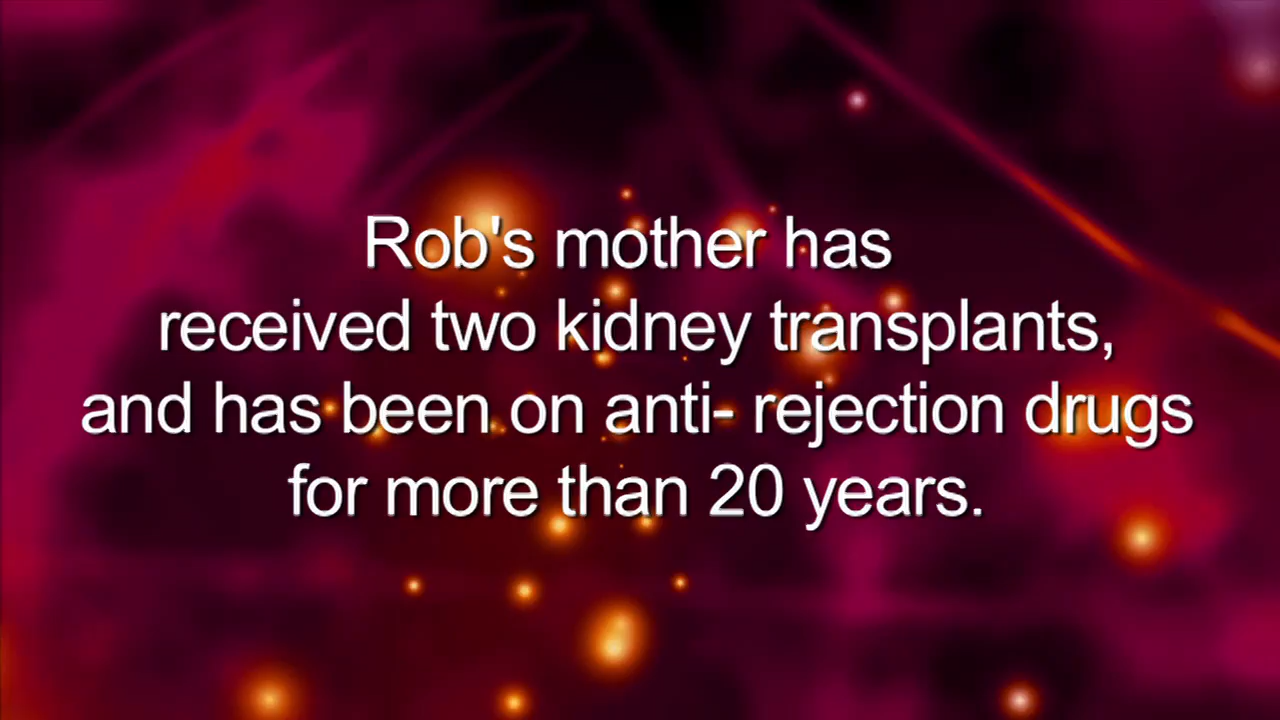 Rob's mother has
received two kidney transplants,
and has been on anti- rejection drugs
for more than 20 years.